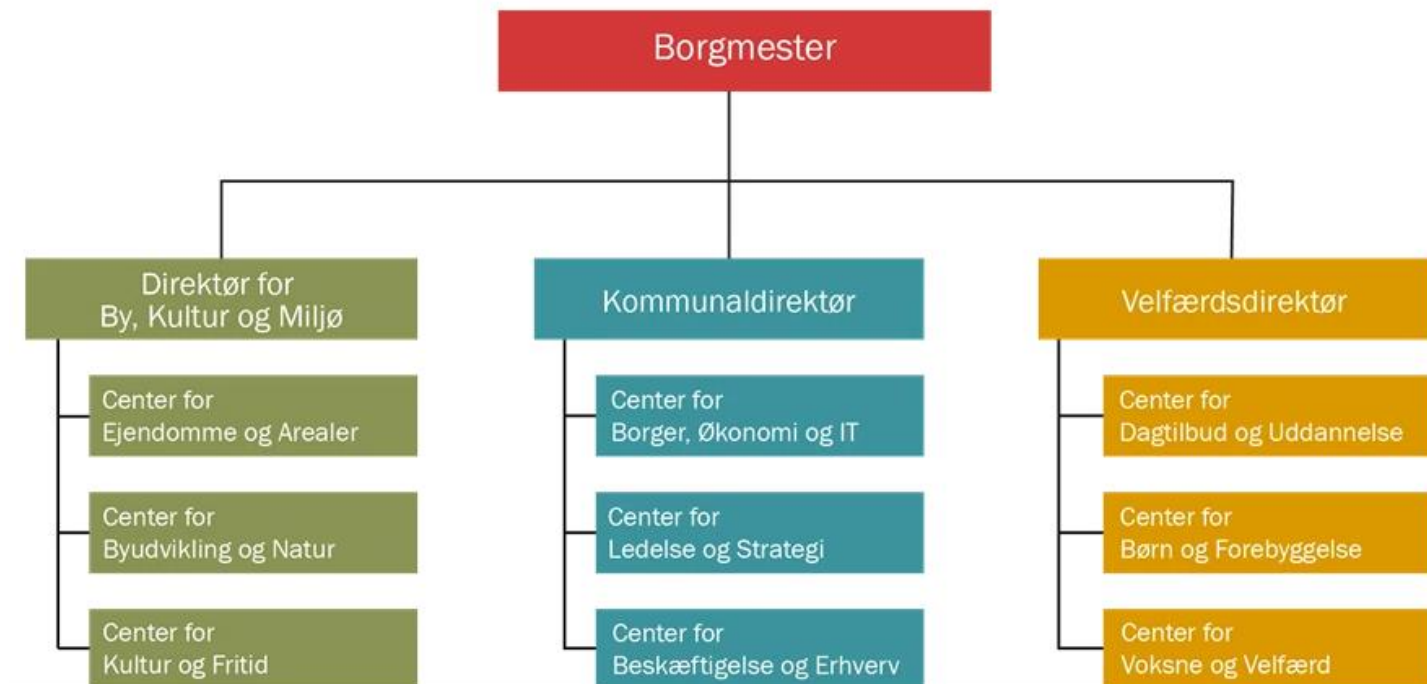 Borgmester
Direktør for
By, Kultur og Miljø
Center for
Ejendomme og Arealer
Center for
Byudvikling og Natur
Center for
Kultur og Fritid
Kommunaldirektør
Center for
Borger, Økonomi og IT
Center for
Ledelse og Strategi
Center for
Beskæftigelse og Erhverv
Velfærdsdirektør
Center for
Dagtilbud og Uddannelse
Center for
Børn og Forebyggelse
Center for
Voksne og Velfærd